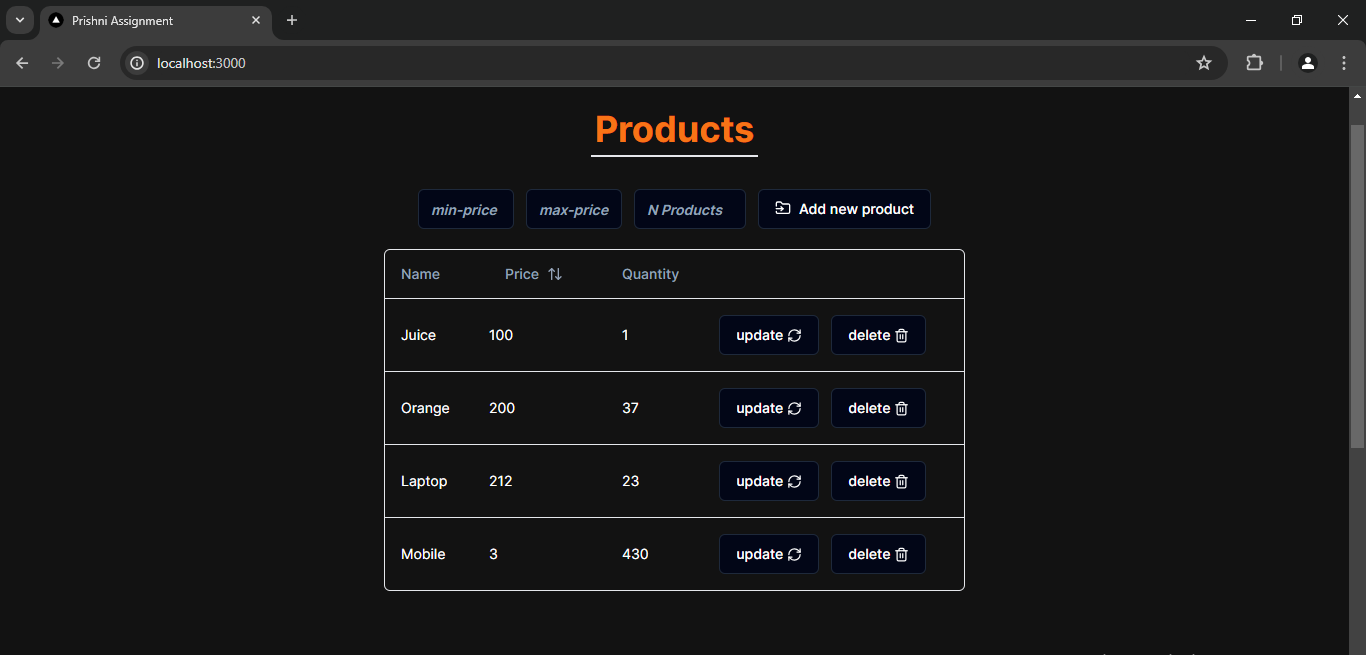 Prishni Assignment
localhost:3000
Products
min-price max-price N Products Add new product
Name Price Quantity
Juice 100 1 update delete
Orange 200 37 update delete
Laptop 212 23 update delete
Mobile 3 430 update delete